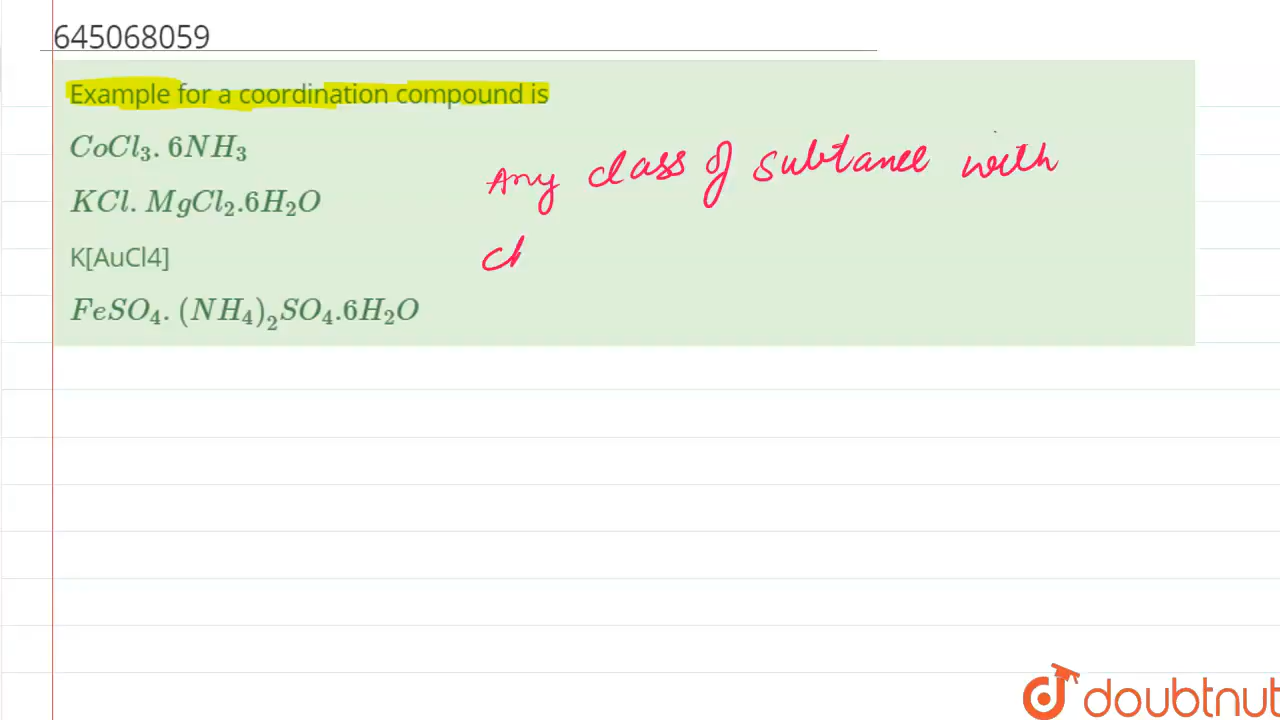 645068059
Example for a coordination compound is
CoCl₃. 6NH₃
KCl. MgCl₂.6H₂O
K[AuCl4]
FeSO₄. (NH₄)₂SO₄.6H₂O
Any class of subtance with
ch
doubtnut